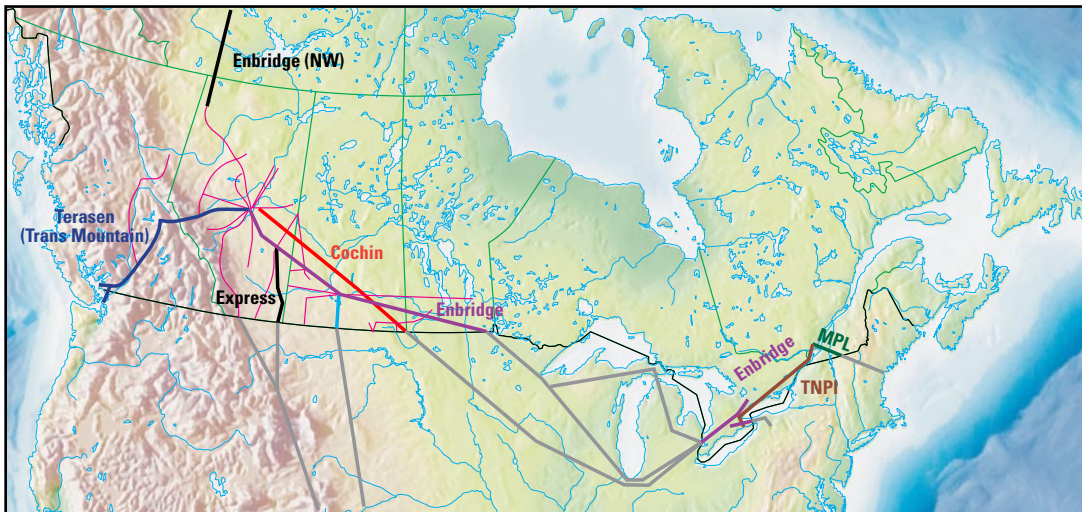 Enbridge (NW)
Terasen
(Trans Mountain)
Cochin
Express
Enbridge
Enbridge
MPL
TNPI